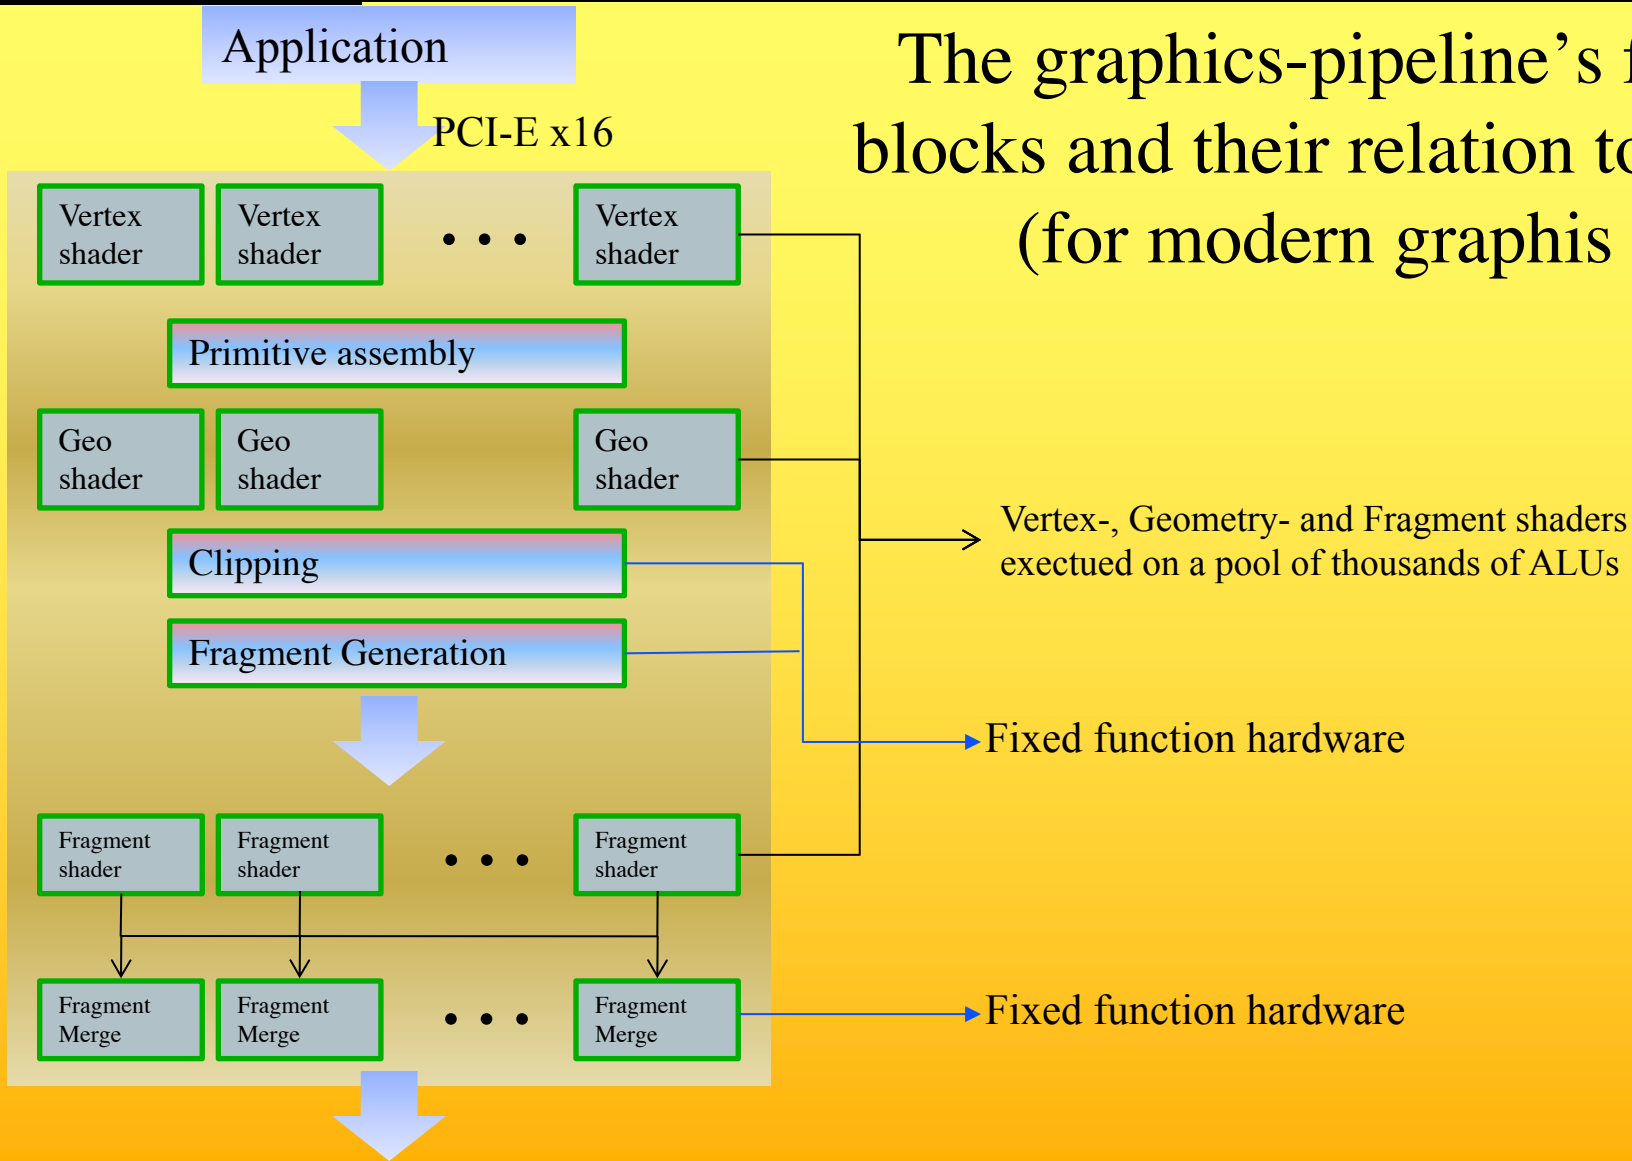 Application
The graphics-pipeline’s
blocks and their relation to
(for modern graphis
PCI-E x16
Vertex
shader
Vertex
shader
• • •
Vertex
shader
Primitive assembly
Geo
shader
Geo
shader
Geo
shader
Vertex-, Geometry- and Fragment shaders
exectued on a pool of thousands of ALUs
Clipping
Fragment Generation
Fixed function hardware
Fragment
shader
Fragment
shader
• • •
Fragment
shader
Fragment
Merge
Fragment
Merge
• • •
Fragment
Merge
Fixed function hardware